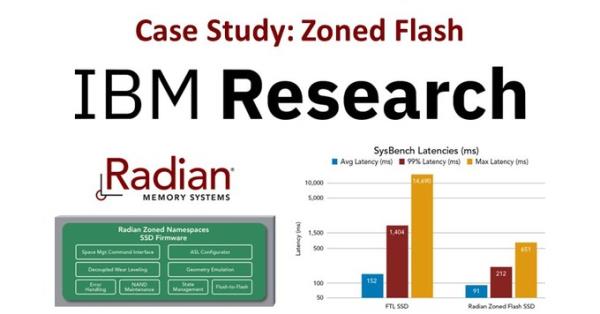 Case Study: Zoned Flash
IBM Research
Radian®
MEMORY SYSTEMS
Radian Zoned Namespaces
SSD Firmware
Space Mgt Command Interface
ASL Configurator
Decoupled Wear Leveling
Geometry Emulation
Error
Handling
NAND
Maintenance
State
Management
Flash-to-Flash
SysBench Latencies (ms)
Avg Latency (ms) 99% Latency (ms) Max Latency (ms)
Latency (ms)
10,000
5,000
1,500
500
100
50
152
1,404
14,690
91
212
651
FTL SSD
Radian Zoned Flash SSD